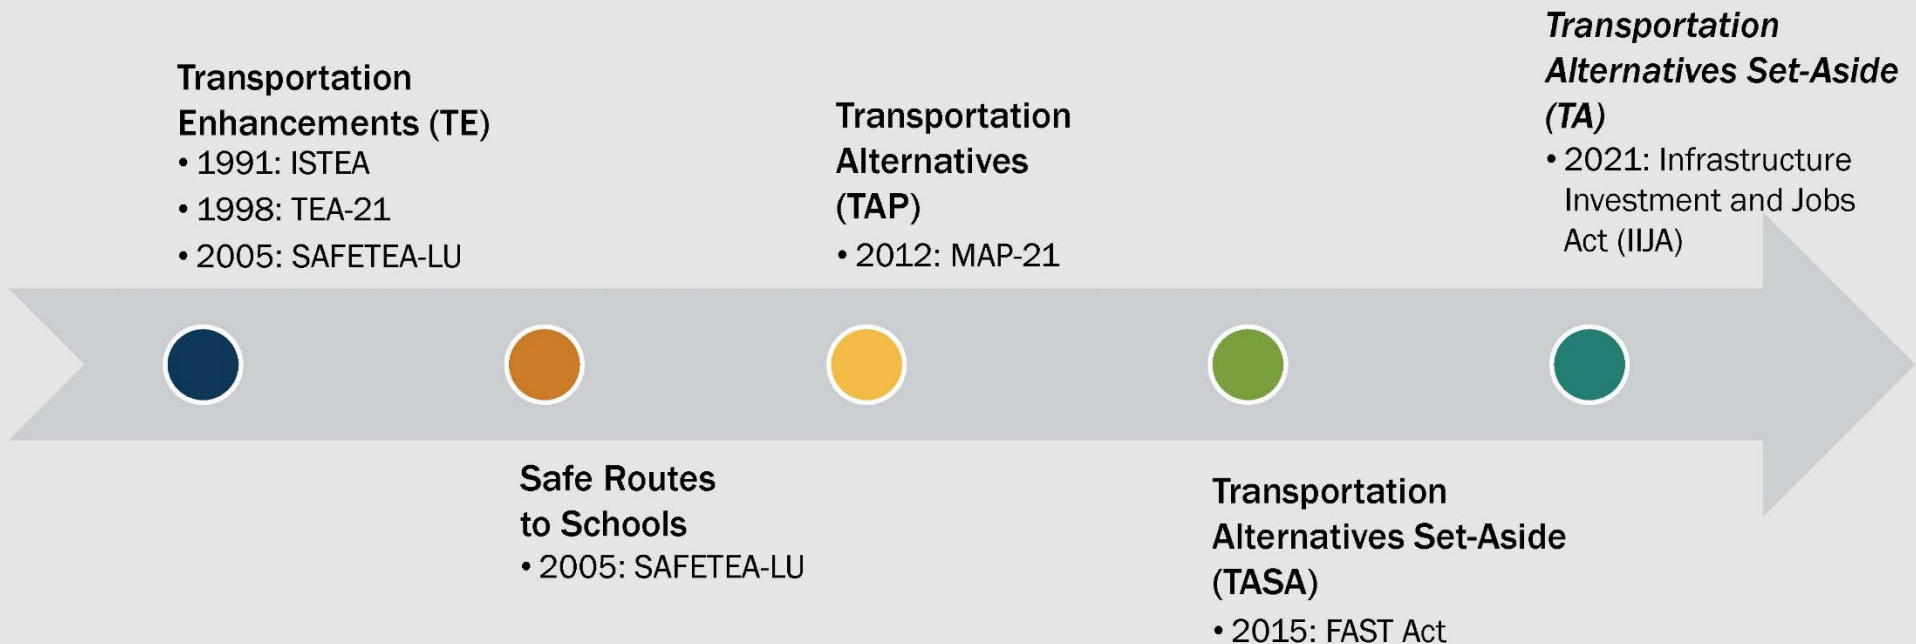 Transportation
Enhancements (TE)
• 1991: ISTEA
• 1998: TEA-21
• 2005: SAFETEA-LU
Safe Routes
to Schools
• 2005: SAFETEA-LU
Transportation
Alternatives
(TAP)
• 2012: MAP-21
Transportation
Alternatives Set-Aside
(TASA)
• 2015: FAST Act
Transportation
Alternatives Set-Aside
(TA)
• 2021: Infrastructure
Investment and Jobs
Act (IIJA)